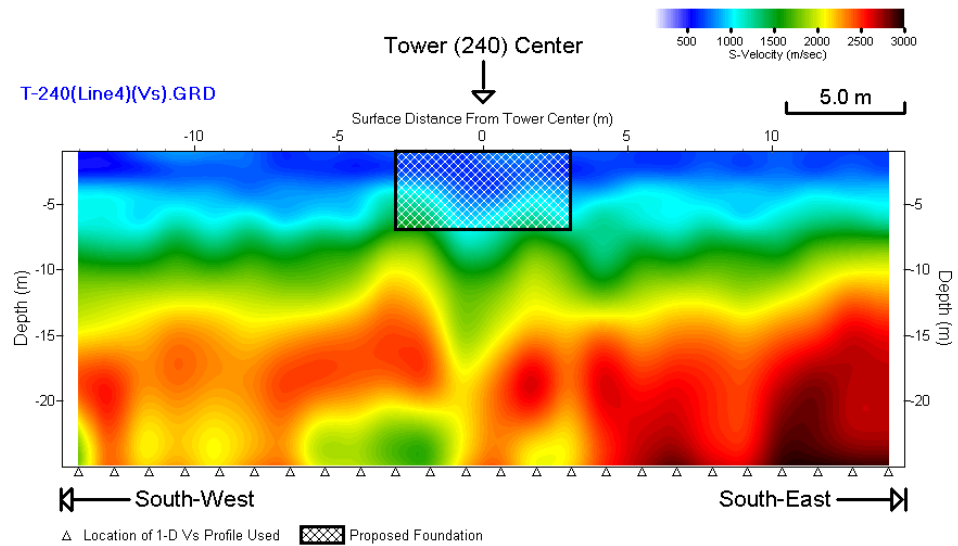 500 1000 1500 2000 2500 3000
S-Velocity (m/sec)
Tower (240) Center
T-240(Line4)(Vs).GRD
5.0 m
Surface Distance From Tower Center (m)
-10 -5 0 5 10
-5 -5
-10 -10
-15 -15
-20 -20
Depth (m)
Depth (m)
South-West South-East
Location of 1-D Vs Profile Used Proposed Foundation